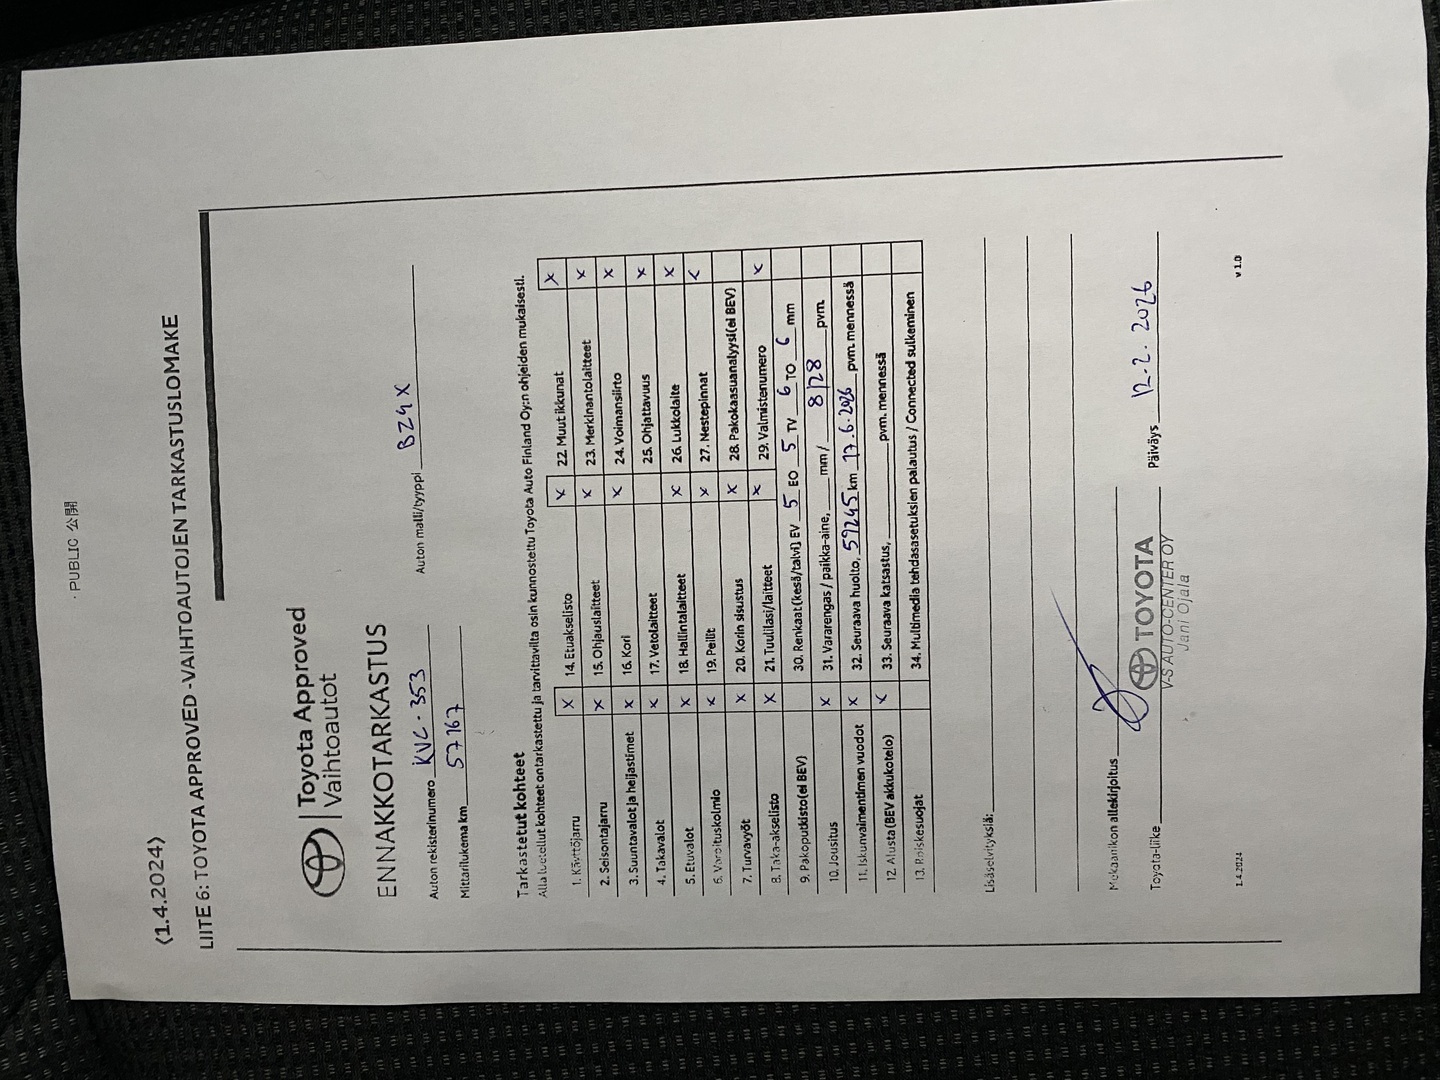 · PUBLIC 公開
(1.4.2024)
LIITE 6: TOYOTA APPROVED -VAIHTOAUTOJEN TARKASTUSLOMAKE
Toyota Approved
Vaihtoautot
ENNAKKOTARKASTUS
Auton rekisterinumero KVC-353 Auton malli/tyyppi BZ4X
Mittarilukema km 57167
Tarkastetut kohteet
Alla luetellut kohteet on tarkastettu ja tarvittavilta osin kunnostettu Toyota Auto Finland Oy:n ohjeiden mukaisesti.
1. Käyttöjarru X 14. Etuakselisto X 22. Muut ikkunat X
2. Seisontajarru X 15. Ohjauslaitteet X 23. Merkinantolaitteet X
3. Suuntavalot ja heijastimet X 16. Kori X 24. Voimansiirto X
4. Takavalot X 17. Vetolaitteet 25. Ohjattavuus X
5. Etuvalot X 18. Hallintalaitteet X 26. Lukkolaite X
6. Varoituskolmio X 19. Peilit X 27. Nestepinnat X
7. Turvavyöt X 20. Korin sisustus X 28. Pakokaasuanalyysi(ei BEV)
8. Taka-akselisto X 21. Tuulilasi/laitteet X 29. Valmistenumero X
9. Pakoputkisto(ei BEV) 30. Renkaat (kesä/talvi), EV 5 EO 5 TV 6 TO 6 mm
10. Jousitus X 31. Vararengas / paikka-aine, mm / 8/28 pvm.
11. Iskunvaimentimen vuodot X 32. Seuraava huolto, 59245 km 17.6.2026 pvm. mennessä
12. Alusta (BEV akkukotelo) X 33. Seuraava katsastus, pvm. mennessä
13. Roiskesuojat 34. Multimedia tehdasasetuksien palautus / Connected sulkeminen
Lisäselvityksiä:
Mekaanikon allekirjoitus
Toyota-liike TOYOTA Päiväys 12.2.2026
V-S AUTO-CENTER OY
Jani Ojala
1.4.2024 v 1.0